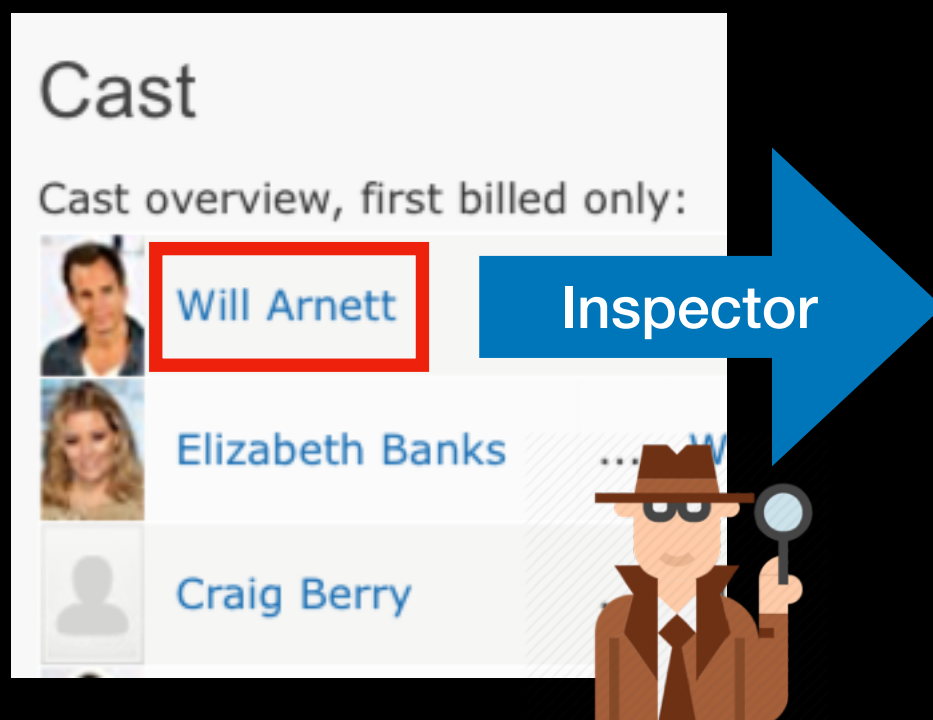 Cast
Cast overview, first billed only:
Will Arnett
Inspector
Elizabeth Banks ... W
Craig Berry